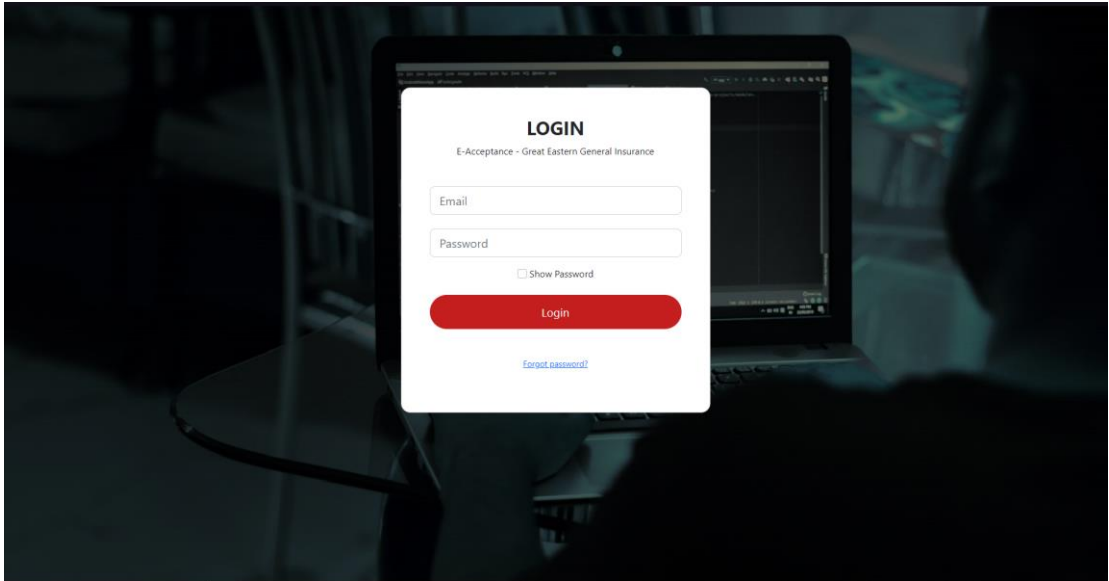 LOGIN
E-Acceptance - Great Eastern General Insurance
Email
Password
Show Password
Login
Forgot password?